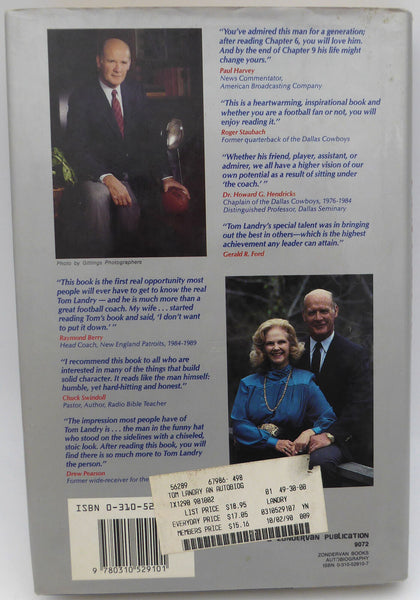 "You've admired this man for a generation;
after reading Chapter 6, you will love him.
And by the end of Chapter 9 his life might
change yours."
Paul Harvey
News Commentator,
American Broadcasting Company
"This is a heartwarming, inspirational book and
whether you are a football fan or not, you will
enjoy reading it."
Roger Staubach
Former quarterback of the Dallas Cowboys
"Whether his friend, player, assistant, or
admirer, we all have a higher vision of our
own potential as a result of sitting under
'the coach.' "
Dr. Howard G. Hendricks
Chaplain of the Dallas Cowboys, 1976-1984
Distinguished Professor, Dallas Seminary
"Tom Landry's special talent was in bringing
out the best in others—which is the highest
achievement any leader can attain."
Gerald R. Ford
Photo by Gittings Photographers
"This book is the first real opportunity most
people will ever have to get to know the real
Tom Landry — and he is much more than a
great football coach. My wife . . . started
reading Tom's book and said, 'I don't want
to put it down.' "
Raymond Berry
Head Coach, New England Patroits, 1984-1989
"I recommend this book to all who are
interested in many of the things that build
solid character. It reads like the man himself:
humble, yet hard-hitting and honest."
Chuck Swindoll
Pastor, Author, Radio Bible Teacher
"The impression most people have of
Tom Landry is . . . the man in the funny hat
who stood on the sidelines with a chiseled,
stoic look. After reading this book, you will
find there is so much more to Tom Landry
the person."
Drew Pearson
Former wide-receiver for the
56289 67986- 490
TOM LANDRY AN AUTOBIOG 01 49-30-00
TX1290 901002 LANDRY
LIST PRICE $18.95 0310529107 YN
EVERYDAY PRICE $17.05
MEMBERS PRICE $15.16 10/02/90 009
ISBN 0-310-52
9 780310 529101
ZONDERVAN PUBLICATION
9072
ZONDERVAN BOOKS
AUTOBIOGRAPHY
ISBN 0-310-52910-7